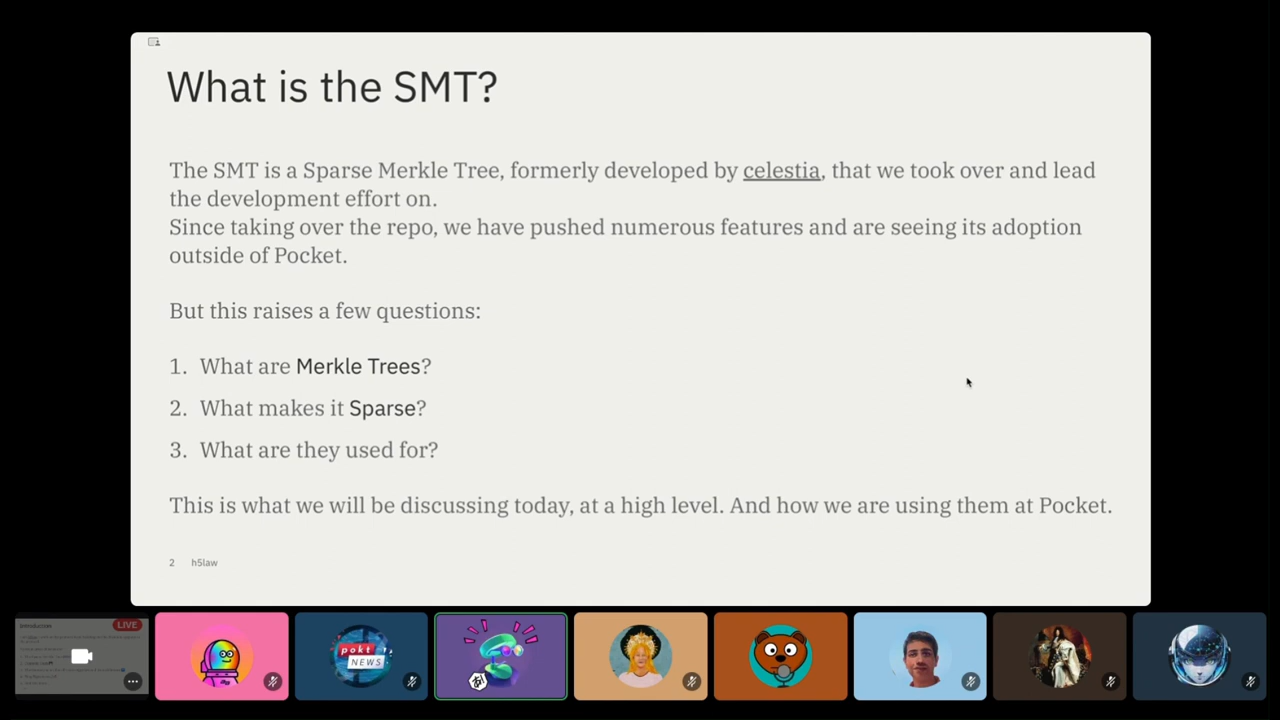 What is the SMT?
The SMT is a Sparse Merkle Tree, formerly developed by celestia, that we took over and lead
the development effort on.
Since taking over the repo, we have pushed numerous features and are seeing its adoption
outside of Pocket.
But this raises a few questions:
1. What are Merkle Trees?
2. What makes it Sparse?
3. What are they used for?
This is what we will be discussing today, at a high level. And how we are using them at Pocket.
2 h5law
LIVE
pokt
NEWS